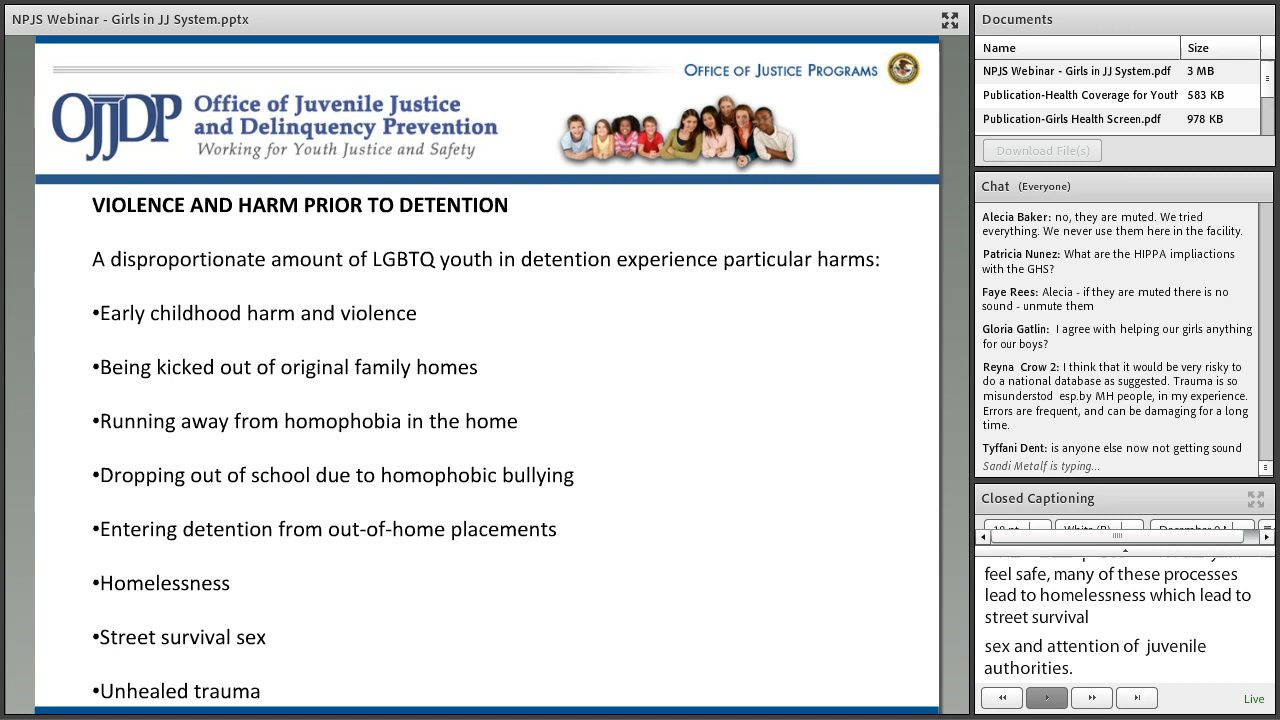 NPJS Webinar - Girls in JJ System.pptx
OFFICE OF JUSTICE PROGRAMS
OJJDP
Office of Juvenile Justice
and Delinquency Prevention
Working for Youth Justice and Safety
VIOLENCE AND HARM PRIOR TO DETENTION
A disproportionate amount of LGBTQ youth in detention experience particular harms:
•Early childhood harm and violence
•Being kicked out of original family homes
•Running away from homophobia in the home
•Dropping out of school due to homophobic bullying
•Entering detention from out-of-home placements
•Homelessness
•Street survival sex
•Unhealed trauma
Documents
Name Size
NPJS Webinar - Girls in JJ System.pdf 3 MB
Publication-Health Coverage for Youth 583 KB
Publication-Girls Health Screen.pdf 978 KB
Download File(s)
Chat (Everyone)
Alecia Baker: no, they are muted. We tried
everything. We never use them here in the facility.
Patricia Nunez: What are the HIPPA impliactions
with the GHS?
Faye Rees: Alecia - if they are muted there is no
sound - unmute them
Gloria Gatlin: I agree with helping our girls anything
for our boys?
Reyna Crow 2: I think that it would be very risky to
do a national database as suggested. Trauma is so
misunderstod esp.by MH people, in my experience.
Errors are frequent, and can be damaging for a long
time.
Tyffani Dent: is anyone else now not getting sound
Sandi Metalf is typing...
Closed Captioning
feel safe, many of these processes
lead to homelessness which lead to
street survival
sex and attention of juvenile
authorities.
Live